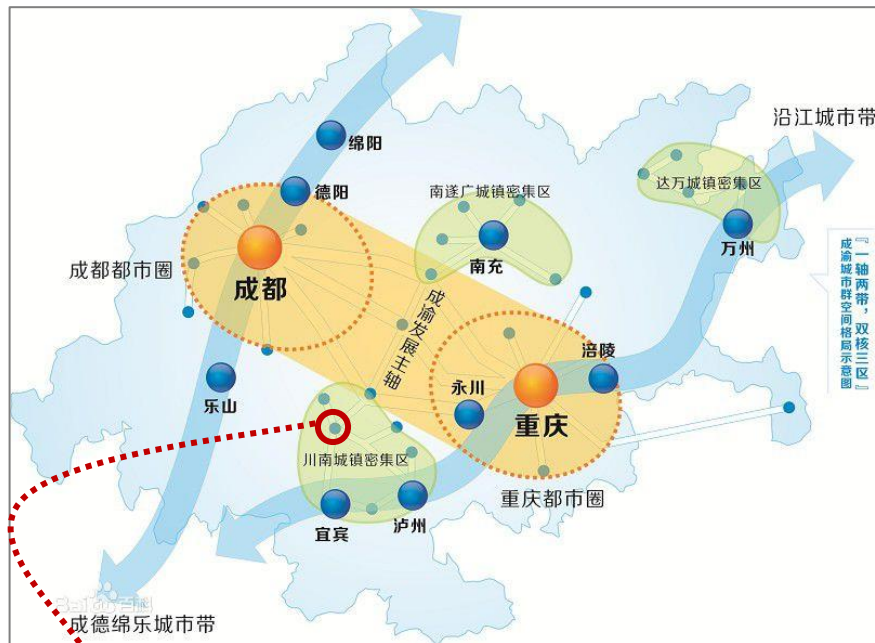 沿江城市带
绵阳
德阳
南遂广城镇密集区
达万城镇密集区
成都都市圈
成都
南充
万州
『一轴两带，双核三区』
成渝城市群空间格局示意图
成渝发展主轴
乐山
永川
涪陵
重庆
川南城镇密集区
宜宾
泸州
重庆都市圈
Bai 百科
成德绵乐城市带